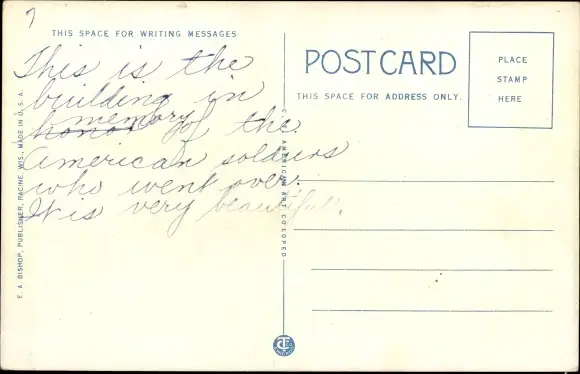 7
THIS SPACE FOR WRITING MESSAGES
This is the
building in
memory
honor of the
American soldiers
who went over.
It is very beautiful.
E. A. BISHOP, PUBLISHER, RACINE, WIS., MADE IN U. S. A.
AMERICAN ART COLORED
POST CARD
THIS SPACE FOR ADDRESS ONLY.
PLACE
STAMP
HERE